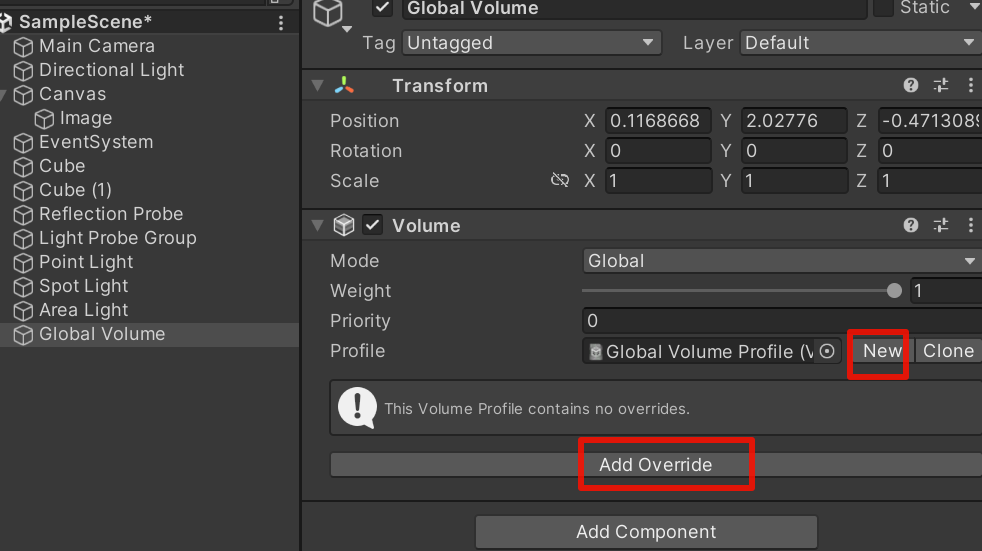 SampleScene*
Main Camera
Directional Light
Canvas
Image
EventSystem
Cube
Cube (1)
Reflection Probe
Light Probe Group
Point Light
Spot Light
Area Light
Global Volume
Global Volume
Static
Tag Untagged Layer Default
Transform
Position X 0.1168668 Y 2.02776 Z -0.4713089
Rotation X 0 Y 0 Z 0
Scale X 1 Y 1 Z 1
Volume
Mode Global
Weight 1
Priority 0
Profile Global Volume Profile (V New Clone
This Volume Profile contains no overrides.
Add Override
Add Component